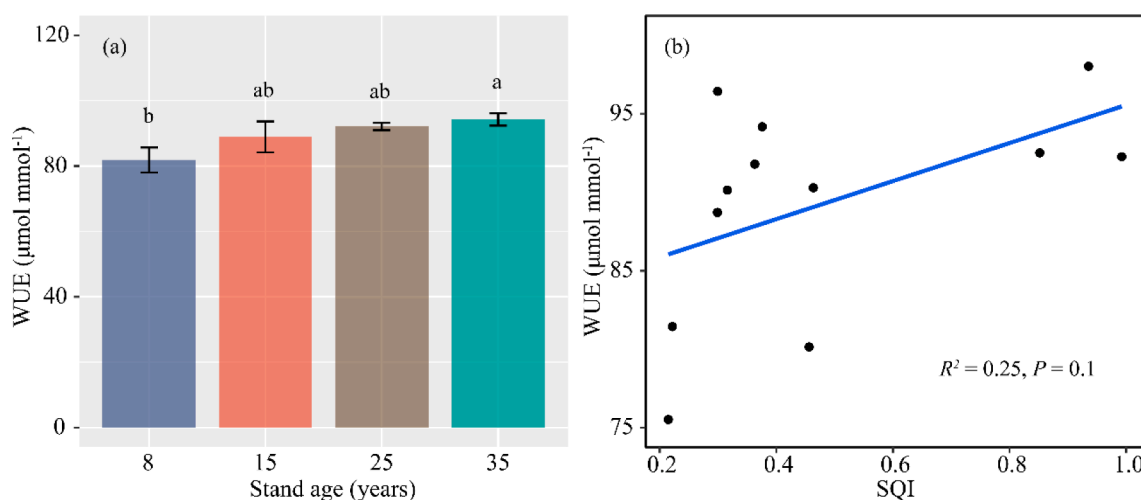 (a)
WUE (µmol mmol⁻¹)
120
80
40
0
b
ab
ab
a
8
15
25
35
Stand age (years)
(b)
WUE (µmol mmol⁻¹)
95
85
75
R² = 0.25, P = 0.1
0.2
0.4
0.6
0.8
1.0
SQI